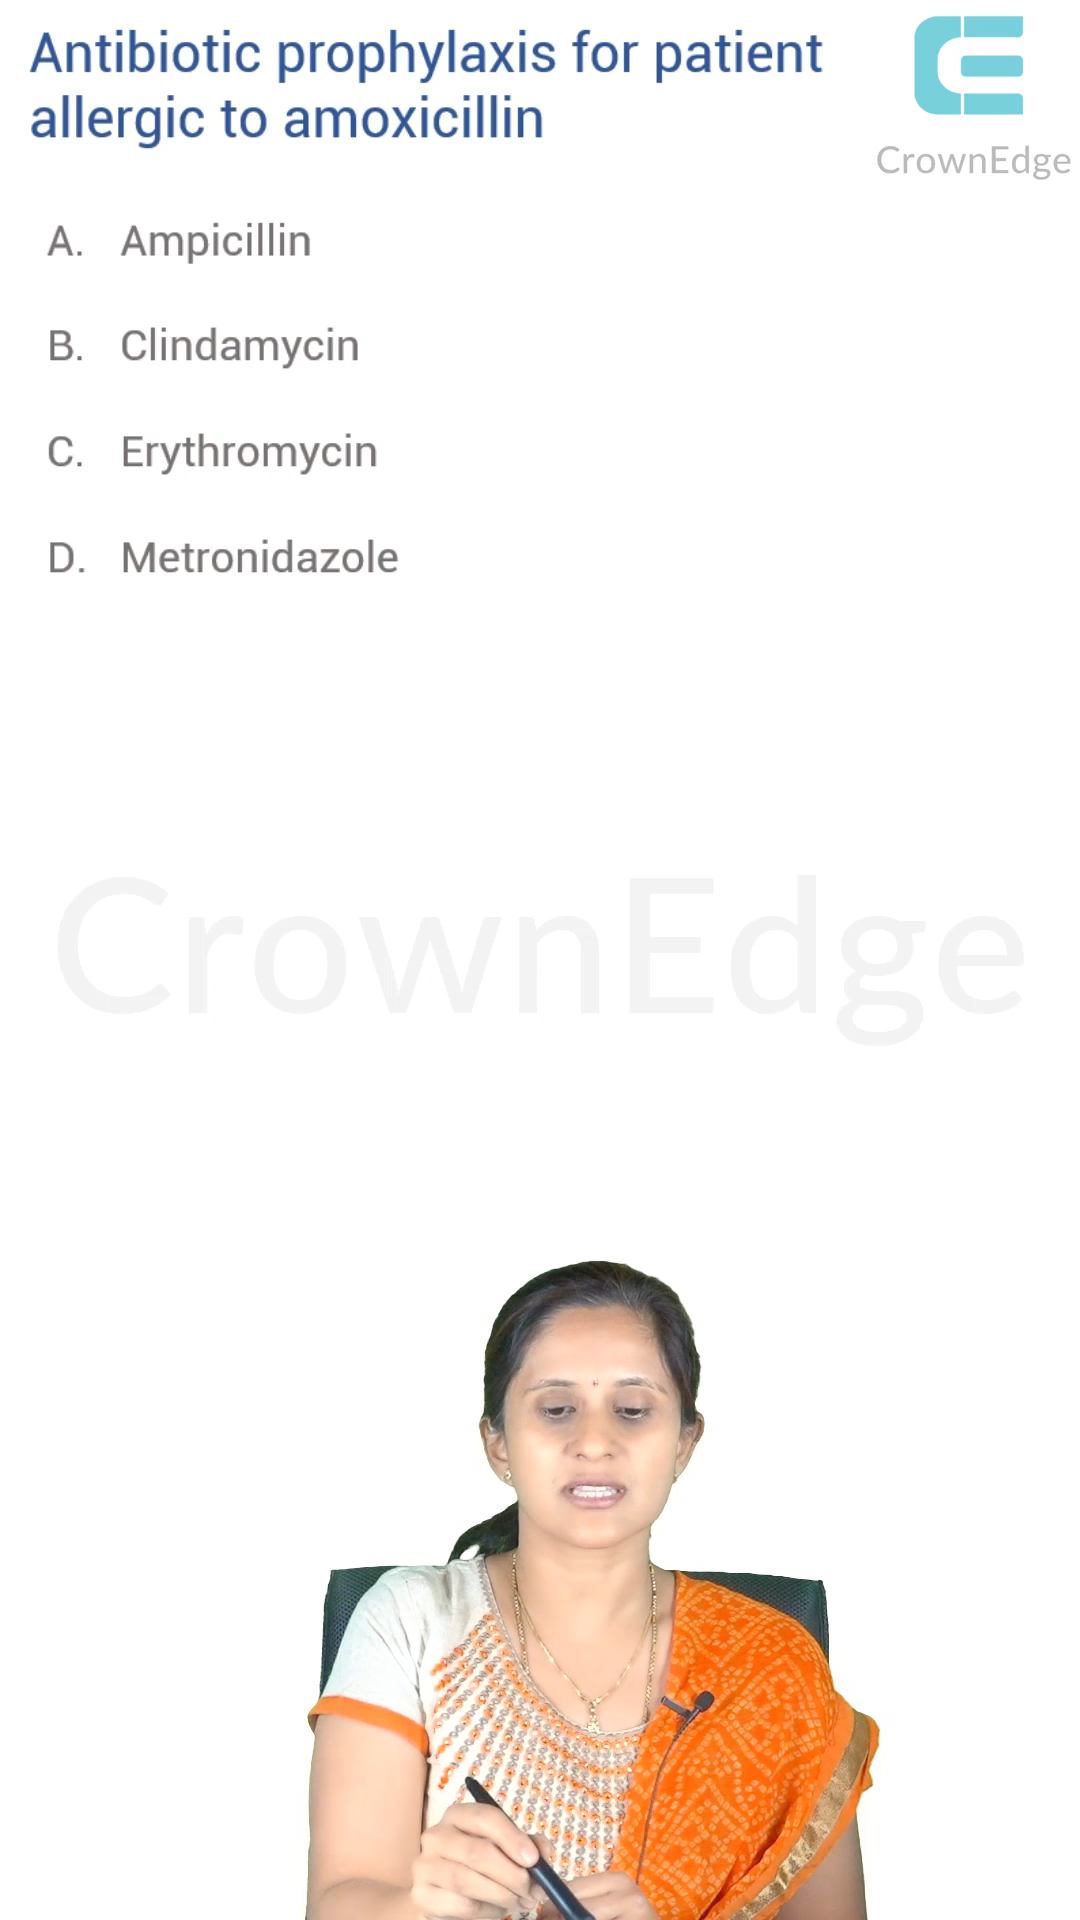 Antibiotic prophylaxis for patient
allergic to amoxicillin
CrownEdge
A. Ampicillin
B. Clindamycin
C. Erythromycin
D. Metronidazole
CrownEdge